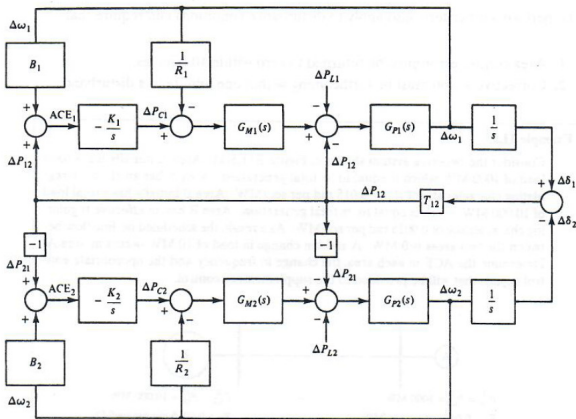 Δω₁
B₁
1/R₁
ΔP_L1
+ ACE₁ -K₁/s ΔP_C1 + − G_M1(s) + − G_P1(s) Δω₁ 1/s
+ ΔP₁₂ − ΔP₁₂ ΔP₁₂ T₁₂ + Δδ₁
− Δδ₂
-1 ΔP₂₁ -1 ΔP₂₁
+ ACE₂ -K₂/s ΔP_C2 + − G_M2(s) + − G_P2(s) Δω₂ 1/s
+ −
B₂
1/R₂
ΔP_L2
Δω₂